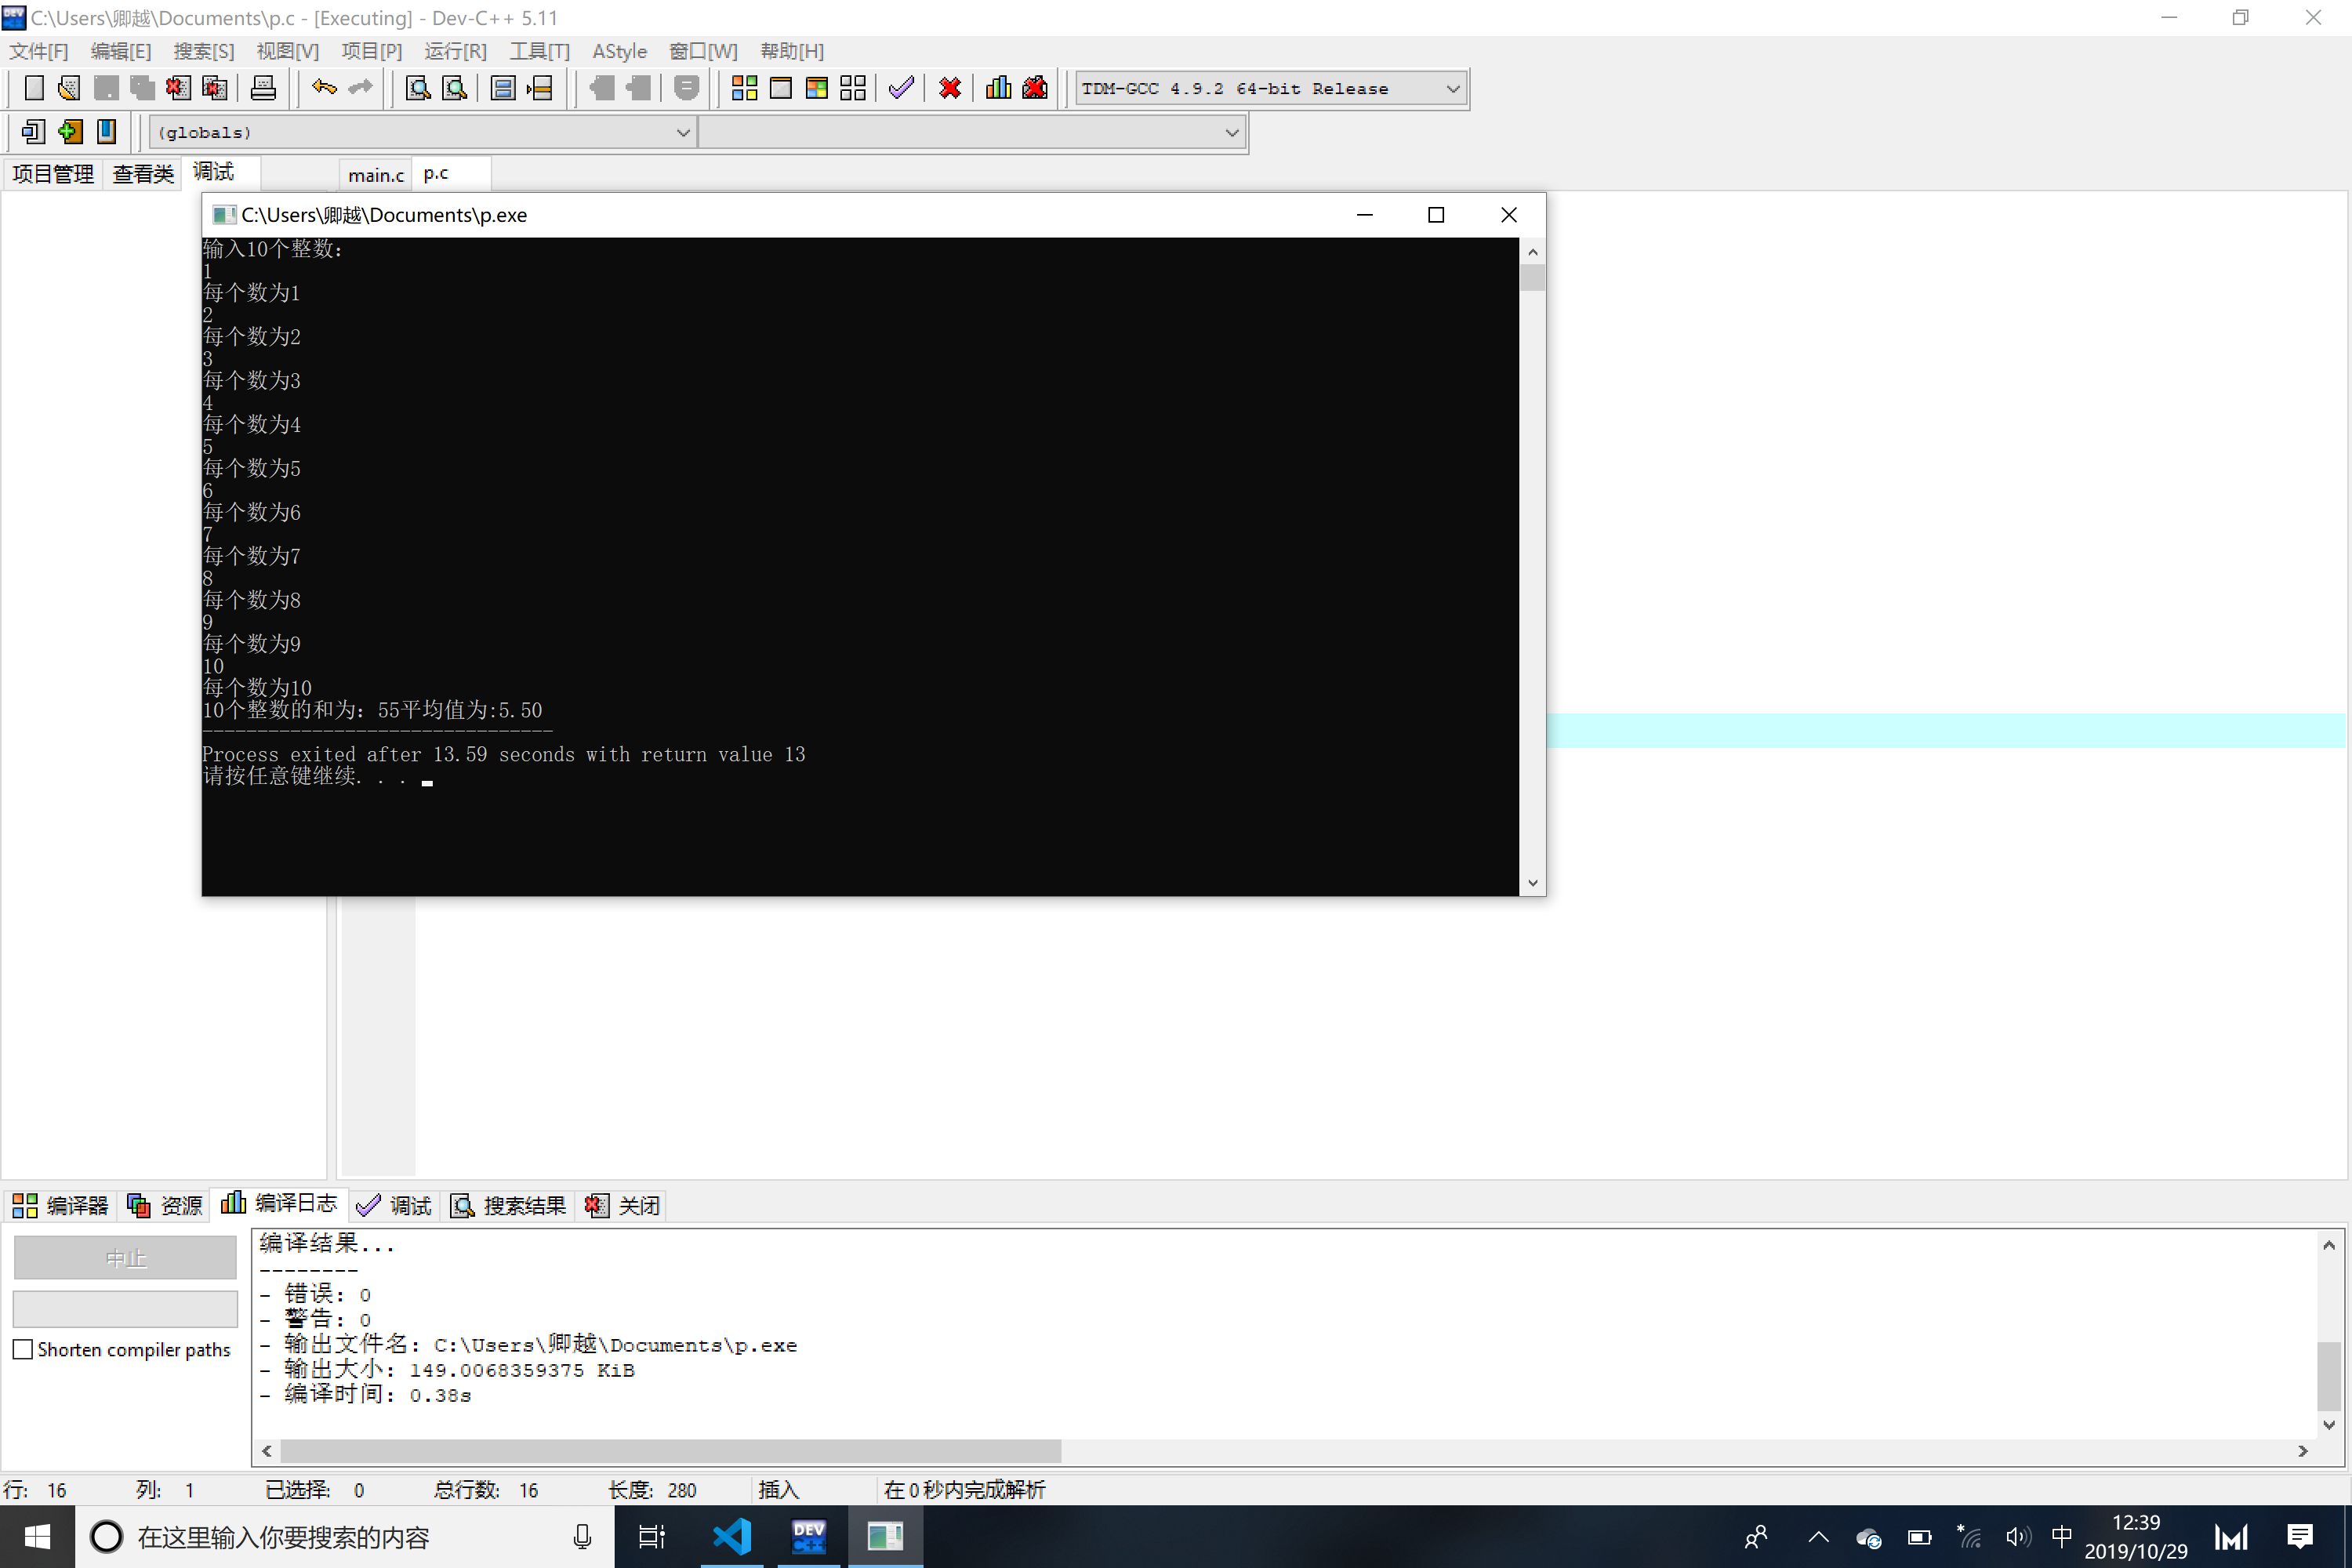 C:\Users\卿越\Documents\p.c - [Executing] - Dev-C++ 5.11
文件[F] 编辑[E] 搜索[S] 视图[V] 项目[P] 运行[R] 工具[T] AStyle 窗口[W] 帮助[H]
TDM-GCC 4.9.2 64-bit Release
(globals)
项目管理 查看类 调试 main.c p.c
C:\Users\卿越\Documents\p.exe
输入10个整数：
1
每个数为1
2
每个数为2
3
每个数为3
4
每个数为4
5
每个数为5
6
每个数为6
7
每个数为7
8
每个数为8
9
每个数为9
10
每个数为10
10个整数的和为：55平均值为:5.50
--------------------------------
Process exited after 13.59 seconds with return value 13
请按任意键继续. . .
编译器 资源 编译日志 调试 搜索结果 关闭
中止
Shorten compiler paths
编译结果...
--------
- 错误: 0
- 警告: 0
- 输出文件名: C:\Users\卿越\Documents\p.exe
- 输出大小: 149.0068359375 KiB
- 编译时间: 0.38s
行: 16 列: 1 已选择: 0 总行数: 16 长度: 280 插入 在 0 秒内完成解析
在这里输入你要搜索的内容
DEV C++
中
12:39
2019/10/29